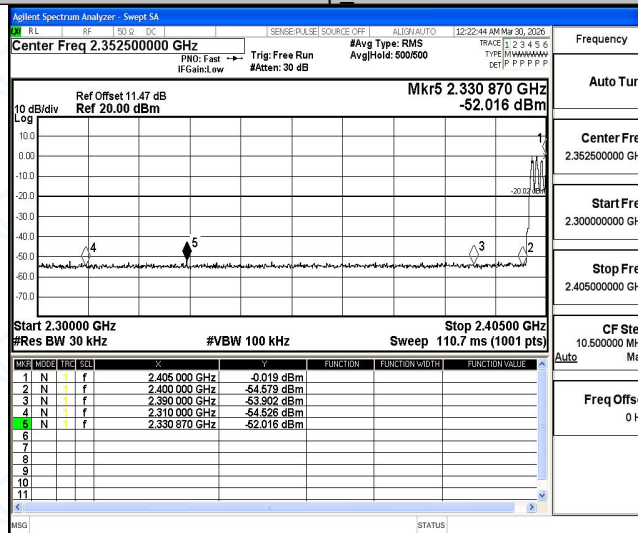 Agilent Spectrum Analyzer - Swept SA
LXI RL RF 50 Ω DC SENSE:PULSE SOURCE OFF ALIGN AUTO 12:22:44 AM Mar 30, 2026
Center Freq 2.352500000 GHz
PNO: Fast
IFGain:Low
Trig: Free Run
#Atten: 30 dB
#Avg Type: RMS
Avg|Hold: 500/500
TRACE 1 2 3 4 5 6
TYPE M W W W W W
DET P P P P P P
Ref Offset 11.47 dB
Ref 20.00 dBm
10 dB/div
Log
Mkr5 2.330 870 GHz
-52.016 dBm
10.0
0.00
-10.0
-20.0
-30.0
-40.0
-50.0
-60.0
-70.0
1
-20.02 dBm
4
5
3
2
Start 2.30000 GHz
#Res BW 30 kHz
#VBW 100 kHz
Stop 2.40500 GHz
Sweep 110.7 ms (1001 pts)
MKR MODE TRC SCL X Y FUNCTION FUNCTION WIDTH FUNCTION VALUE
1 N 1 f 2.405 000 GHz -0.019 dBm
2 N 1 f 2.400 000 GHz -54.579 dBm
3 N 1 f 2.390 000 GHz -53.902 dBm
4 N 1 f 2.310 000 GHz -54.526 dBm
5 N 1 f 2.330 870 GHz -52.016 dBm
6
7
8
9
10
11
MSG
STATUS
Frequency
Auto Tun
Center Fre
2.352500000 GH
Start Fre
2.300000000 GH
Stop Fre
2.405000000 GH
CF Ste
10.500000 MH
Auto Ma
Freq Offse
0 H